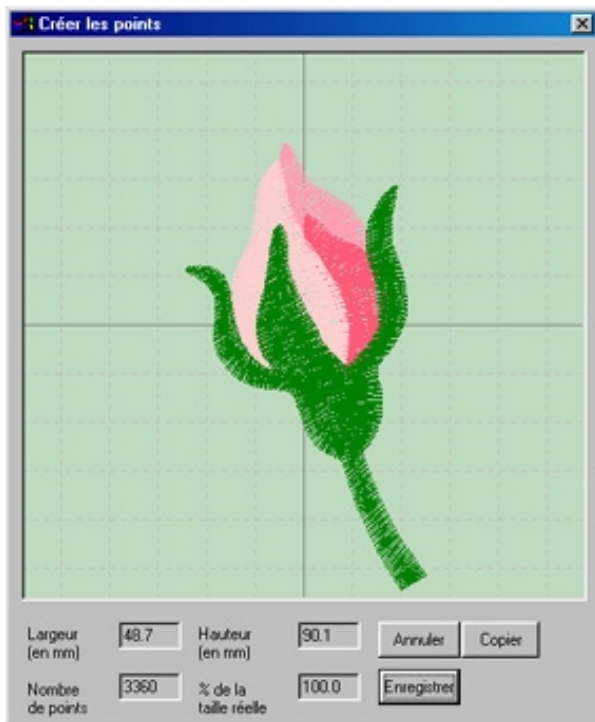 Créer les points
Largeur
(en mm)
48.7
Hauteur
(en mm)
90.1
Annuler
Copier
Nombre
de points
3360
% de la
taille réelle
100.0
Enregistrer